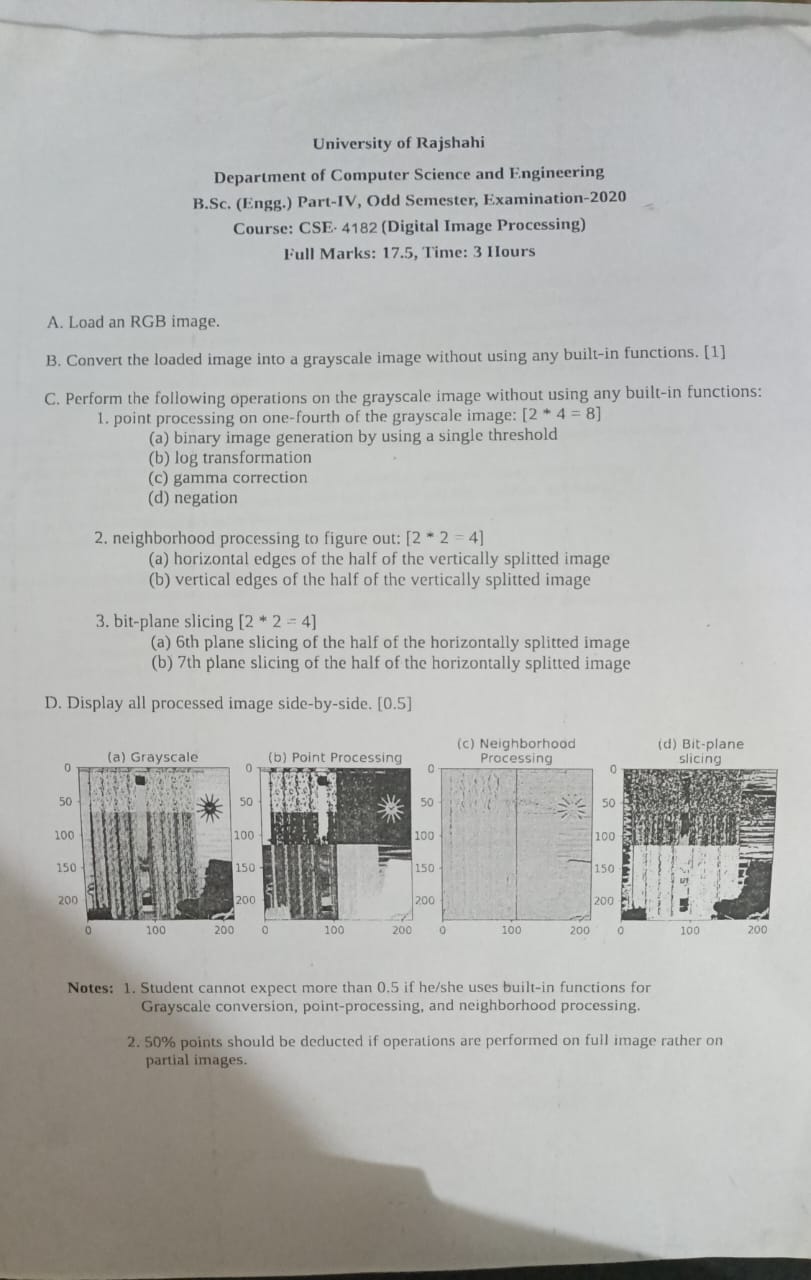 University of Rajshahi
Department of Computer Science and Engineering
B.Sc. (Engg.) Part-IV, Odd Semester, Examination-2020
Course: CSE- 4182 (Digital Image Processing)
Full Marks: 17.5, Time: 3 Hours
A. Load an RGB image.
B. Convert the loaded image into a grayscale image without using any built-in functions. [1]
C. Perform the following operations on the grayscale image without using any built-in functions:
1. point processing on one-fourth of the grayscale image: [2 * 4 = 8]
(a) binary image generation by using a single threshold
(b) log transformation
(c) gamma correction
(d) negation
2. neighborhood processing to figure out: [2 * 2 = 4]
(a) horizontal edges of the half of the vertically splitted image
(b) vertical edges of the half of the vertically splitted image
3. bit-plane slicing [2 * 2 = 4]
(a) 6th plane slicing of the half of the horizontally splitted image
(b) 7th plane slicing of the half of the horizontally splitted image
D. Display all processed image side-by-side. [0.5]
(a) Grayscale
0
50
100
150
200
0 100 200
(b) Point Processing
0
50
100
150
200
0 100 200
(c) Neighborhood
Processing
0
50
100
150
200
0 100 200
(d) Bit-plane
slicing
0
50
100
150
200
0 100 200
Notes: 1. Student cannot expect more than 0.5 if he/she uses built-in functions for
Grayscale conversion, point-processing, and neighborhood processing.
2. 50% points should be deducted if operations are performed on full image rather on
partial images.